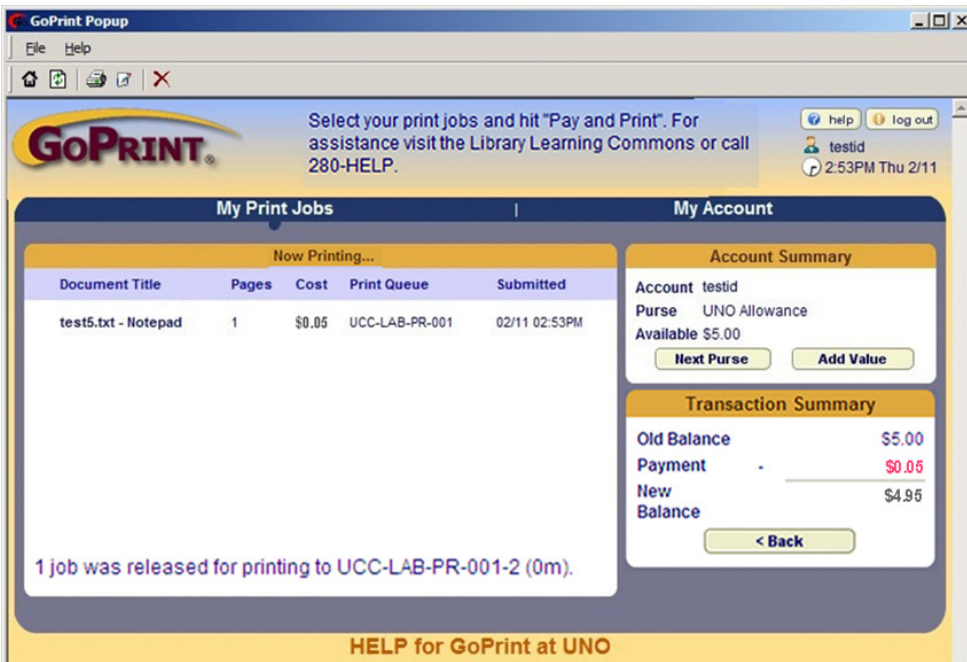 GoPrint Popup
File Help
GOPRINT®
Select your print jobs and hit "Pay and Print". For
assistance visit the Library Learning Commons or call
280-HELP.
help log out
testid
2:53PM Thu 2/11
My Print Jobs | My Account
Now Printing...
Document Title Pages Cost Print Queue Submitted
test5.txt - Notepad 1 $0.05 UCC-LAB-PR-001 02/11 02:53PM
1 job was released for printing to UCC-LAB-PR-001-2 (0m).
Account Summary
Account testid
Purse UNO Allowance
Available $5.00
Next Purse Add Value
Transaction Summary
Old Balance $5.00
Payment - $0.05
New
Balance $4.95
< Back
HELP for GoPrint at UNO